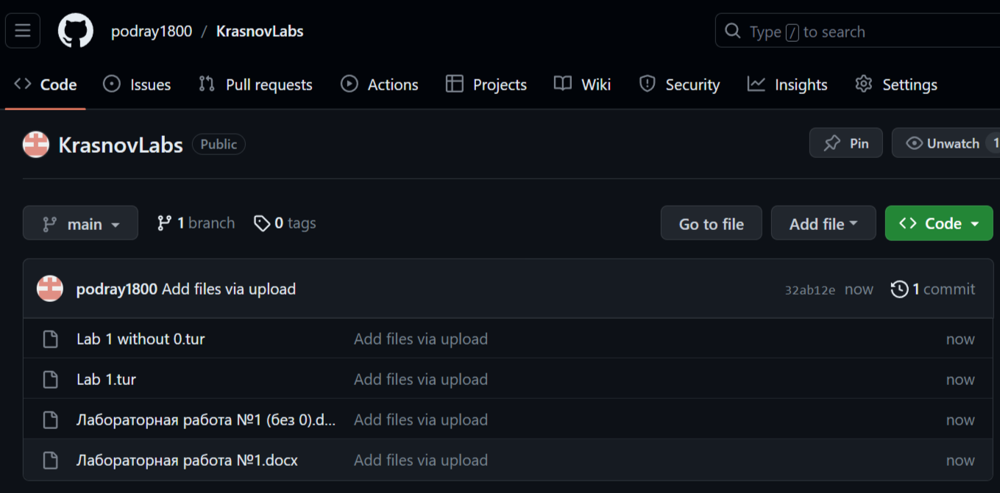 podray1800 / KrasnovLabs Type / to search
Code Issues Pull requests Actions Projects Wiki Security Insights Settings
KrasnovLabs Public Pin Unwatch 1
main 1 branch 0 tags Go to file Add file Code
podray1800 Add files via upload 32ab12e now 1 commit
Lab 1 without 0.tur Add files via upload now
Lab 1.tur Add files via upload now
Лабораторная работа №1 (без 0).d... Add files via upload now
Лабораторная работа №1.docx Add files via upload now